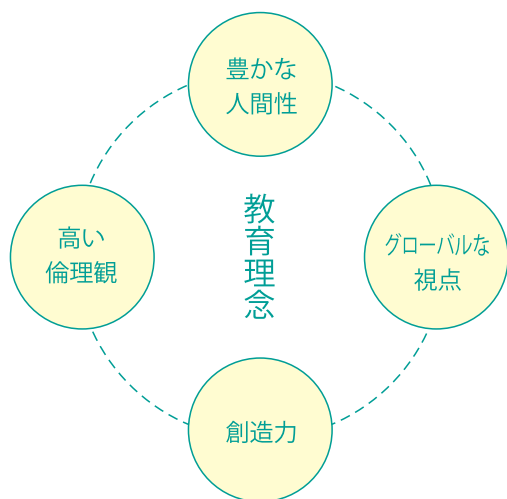 豊かな
人間性
高い
倫理観
教育理念
グローバルな
視点
創造力